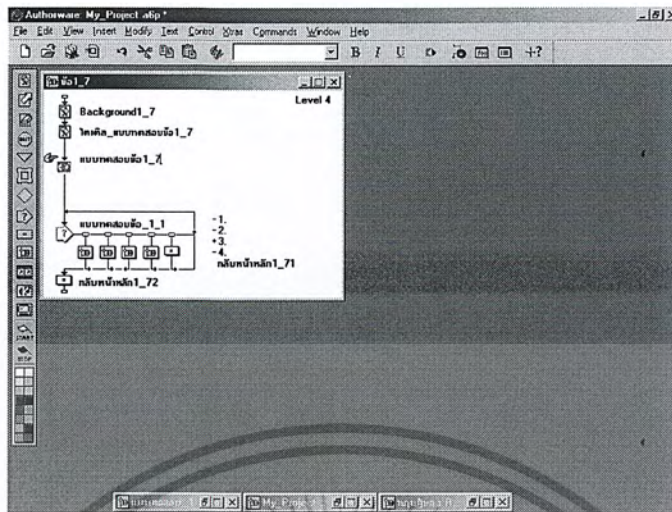 Authorware: My_Project.a6p *
File Edit View Insert Modify Text Control Xtras Commands Window Help
B I U
ข้อ1_7
Level 4
Background1_7
ไตเติล_แบบทดสอบข้อ1_7
แบบทดสอบข้อ1_7
แบบทดสอบข้อ_1_1
-1.
-2.
+3.
-4.
กลับหน้าหลัก1_71
กลับหน้าหลัก1_72
WAIT
START
STOP
My_Project...